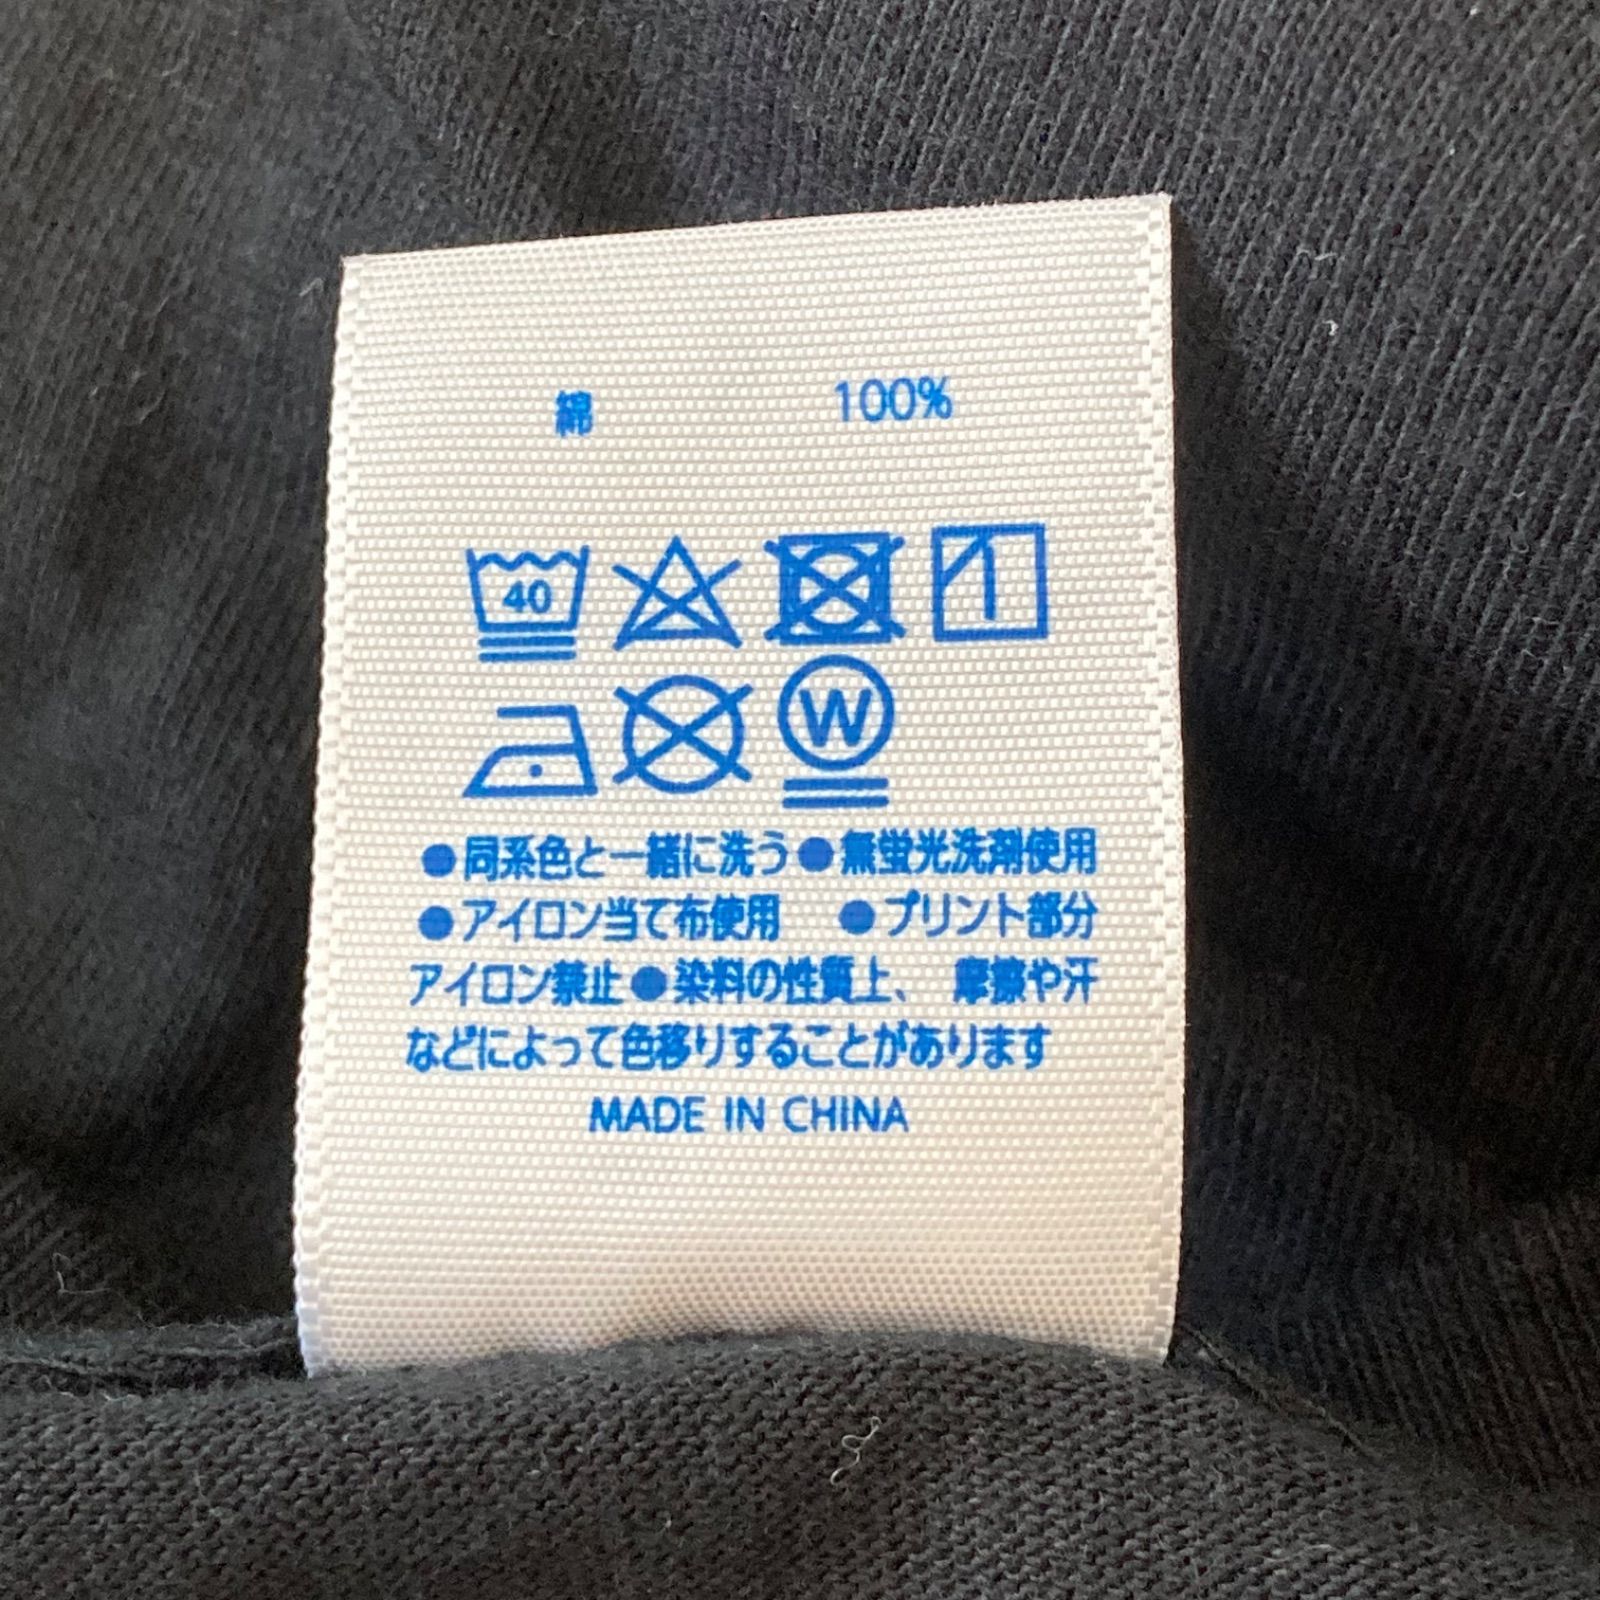 綿 100%
40
W
●同系色と一緒に洗う●無蛍光洗剤使用
●アイロン当て布使用 ●プリント部分
アイロン禁止●染料の性質上、摩擦や汗
などによって色移りすることがあります
MADE IN CHINA